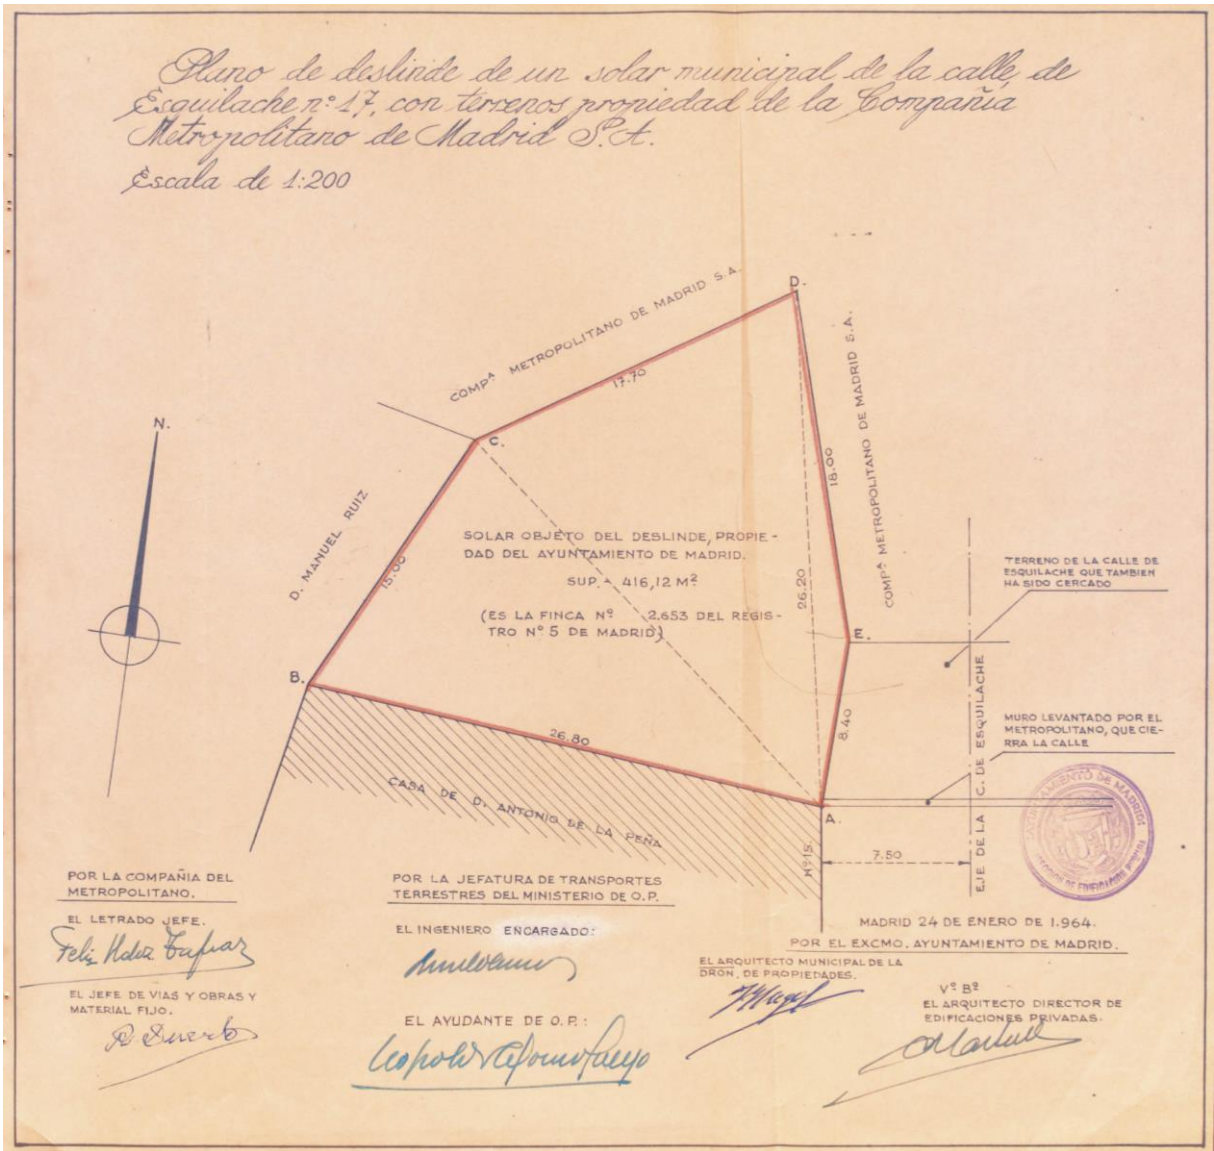 Plano de deslinde de un solar municipal de la calle de
Esquilache nº 17, con terrenos propiedad de la Compañía
Metropolitano de Madrid S.A.
Escala de 1:200
D.
COMPª METROPOLITANO DE MADRID S.A.
17.70
COMPª METROPOLITANO DE MADRID S.A.
18.00
N.
C.
D. MANUEL RUIZ
15.00
SOLAR OBJETO DEL DESLINDE, PROPIE-
DAD DEL AYUNTAMIENTO DE MADRID.
SUP. 416,12 M²
(ES LA FINCA Nº 2.653 DEL REGIS-
TRO Nº 5 DE MADRID)
26.20
TERRENO DE LA CALLE DE
ESQUILACHE QUE TAMBIEN
HA SIDO CERCADO
E.
B.
8.40
26.80
EJE DE LA C. DE ESQUILACHE
MURO LEVANTADO POR EL
METROPOLITANO, QUE CIE-
RRA LA CALLE
CASA DE D. ANTONIO DE LA PEÑA
A.
Nº 15.
7.50
AYUNTAMIENTO DE MADRID
POR LA COMPAÑIA DEL
METROPOLITANO.
EL LETRADO JEFE.
EL JEFE DE VIAS Y OBRAS Y
MATERIAL FIJO.
POR LA JEFATURA DE TRANSPORTES
TERRESTRES DEL MINISTERIO DE O.P.
EL INGENIERO ENCARGADO:
EL AYUDANTE DE O.P.:
MADRID 24 DE ENERO DE 1.964.
POR EL EXCMO. AYUNTAMIENTO DE MADRID.
EL ARQUITECTO MUNICIPAL DE LA
DRON. DE PROPIEDADES.
Vº Bº
EL ARQUITECTO DIRECTOR DE
EDIFICACIONES PRIVADAS.